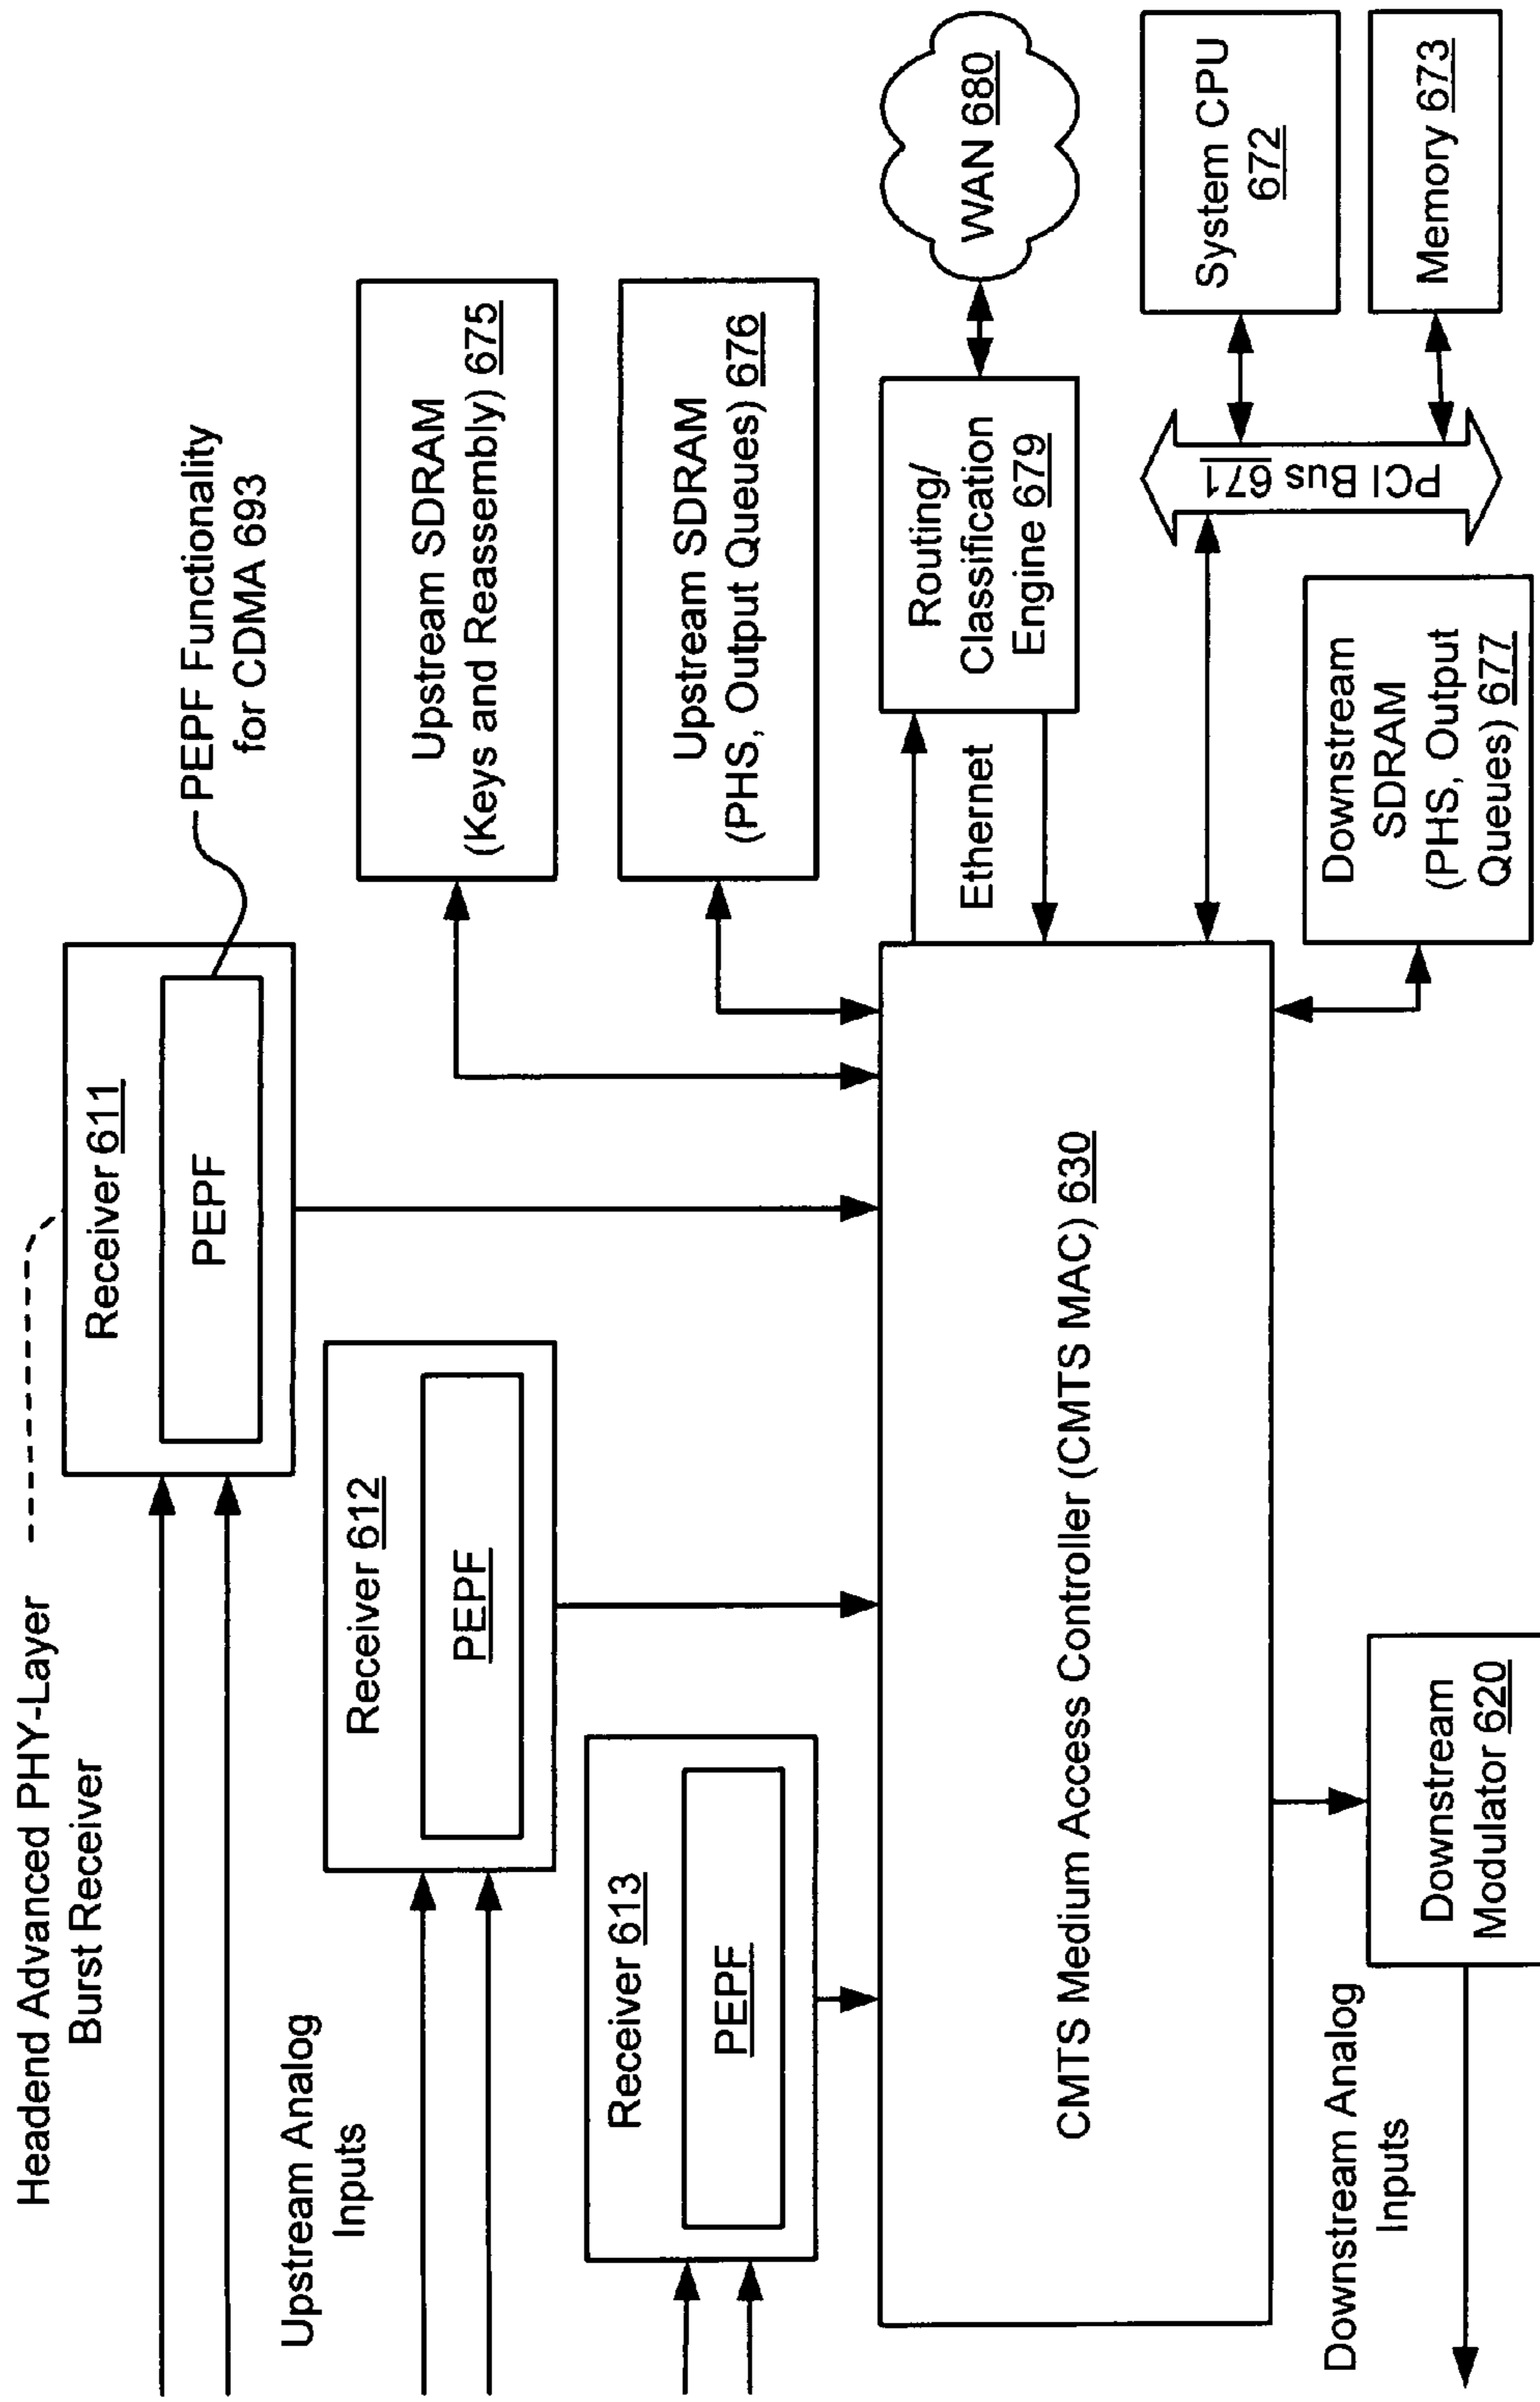 Headend Advanced PHY-Layer
Burst Receiver
Receiver 611
PEPF
PEPF Functionality
for CDMA 693
Upstream Analog
Inputs
Receiver 612
PEPF
Upstream SDRAM
(Keys and Reassembly) 675
Receiver 613
PEPF
Upstream SDRAM
(PHS, Output Queues) 676
CMTS Medium Access Controller (CMTS MAC) 630
Ethernet
Routing/
Classification
Engine 679
WAN 680
PCI Bus 671
System CPU
672
Memory 673
Downstream Analog
Inputs
Downstream
Modulator 620
Downstream
SDRAM
(PHS, Output
Queues) 677